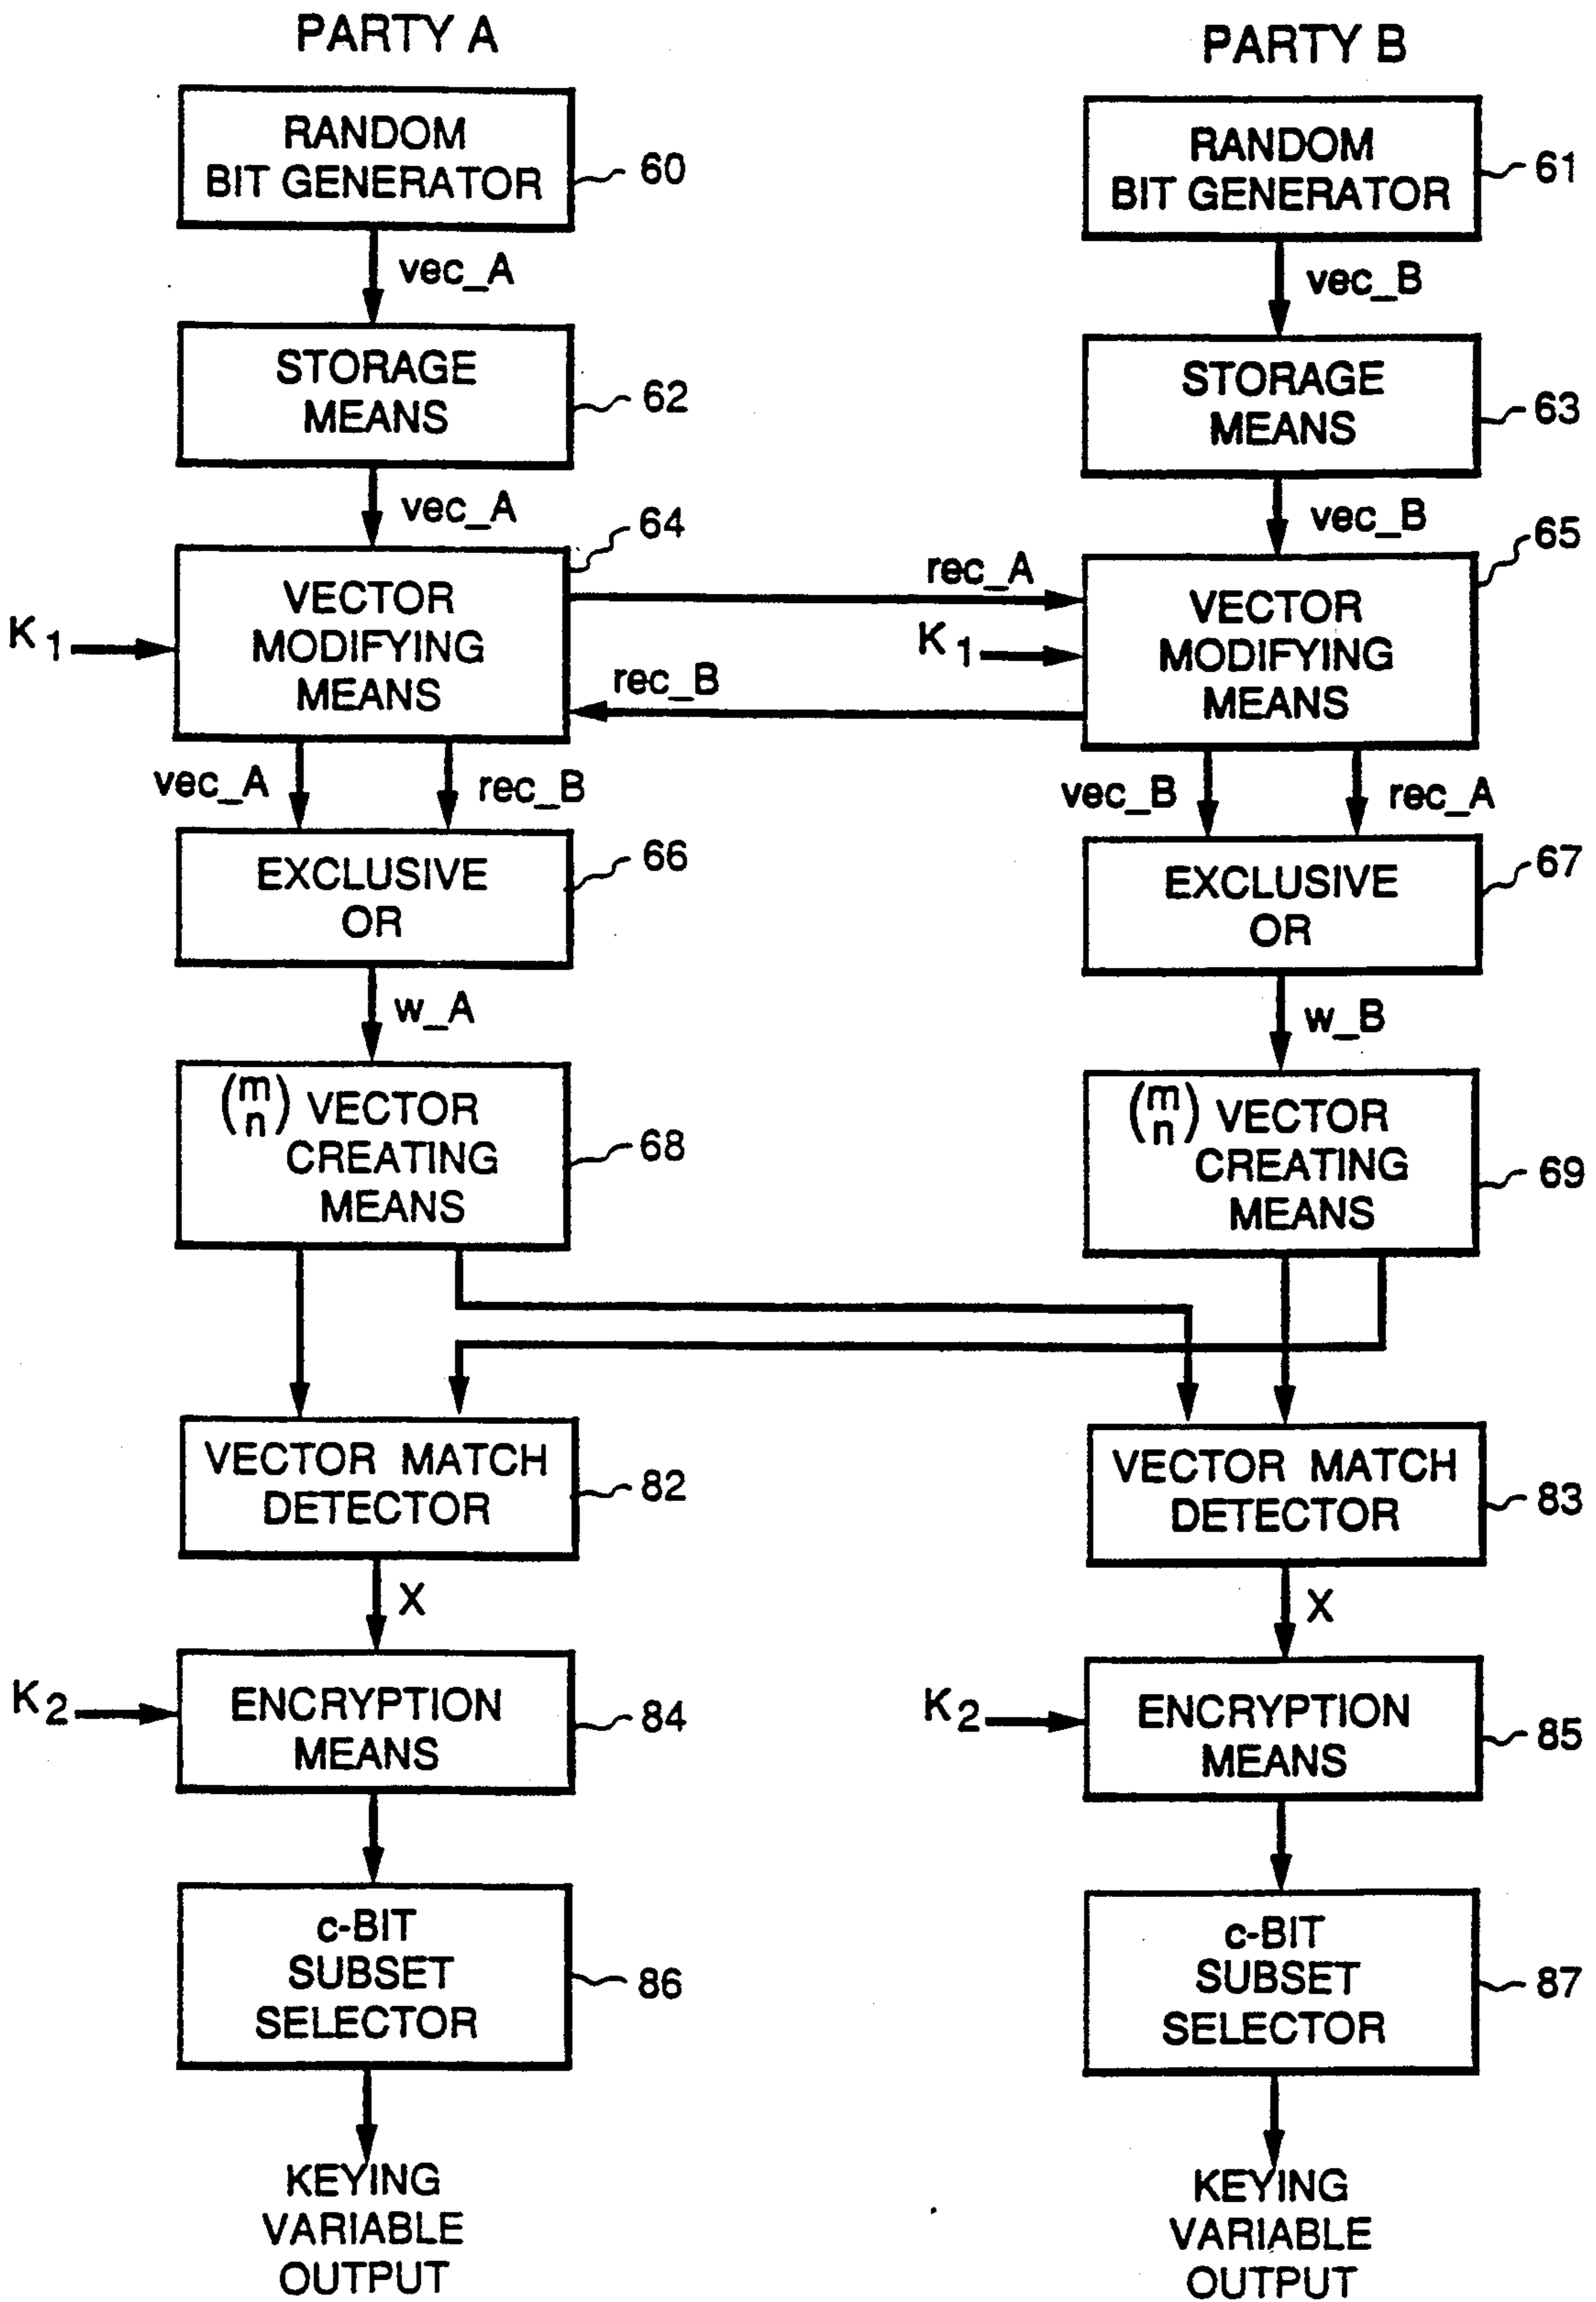 PARTY A
RANDOM
BIT GENERATOR
60
vec_A
STORAGE
MEANS
62
vec_A
64
K1
VECTOR
MODIFYING
MEANS
rec_A
rec_B
vec_A
rec_B
EXCLUSIVE
OR
66
w_A
(m n) VECTOR
CREATING
MEANS
68
VECTOR MATCH
DETECTOR
82
X
K2
ENCRYPTION
MEANS
84
c-BIT
SUBSET
SELECTOR
86
KEYING
VARIABLE
OUTPUT
PARTY B
RANDOM
BIT GENERATOR
61
vec_B
STORAGE
MEANS
63
vec_B
65
K1
VECTOR
MODIFYING
MEANS
vec_B
rec_A
EXCLUSIVE
OR
67
w_B
(m n) VECTOR
CREATING
MEANS
69
VECTOR MATCH
DETECTOR
83
X
K2
ENCRYPTION
MEANS
85
c-BIT
SUBSET
SELECTOR
87
KEYING
VARIABLE
OUTPUT